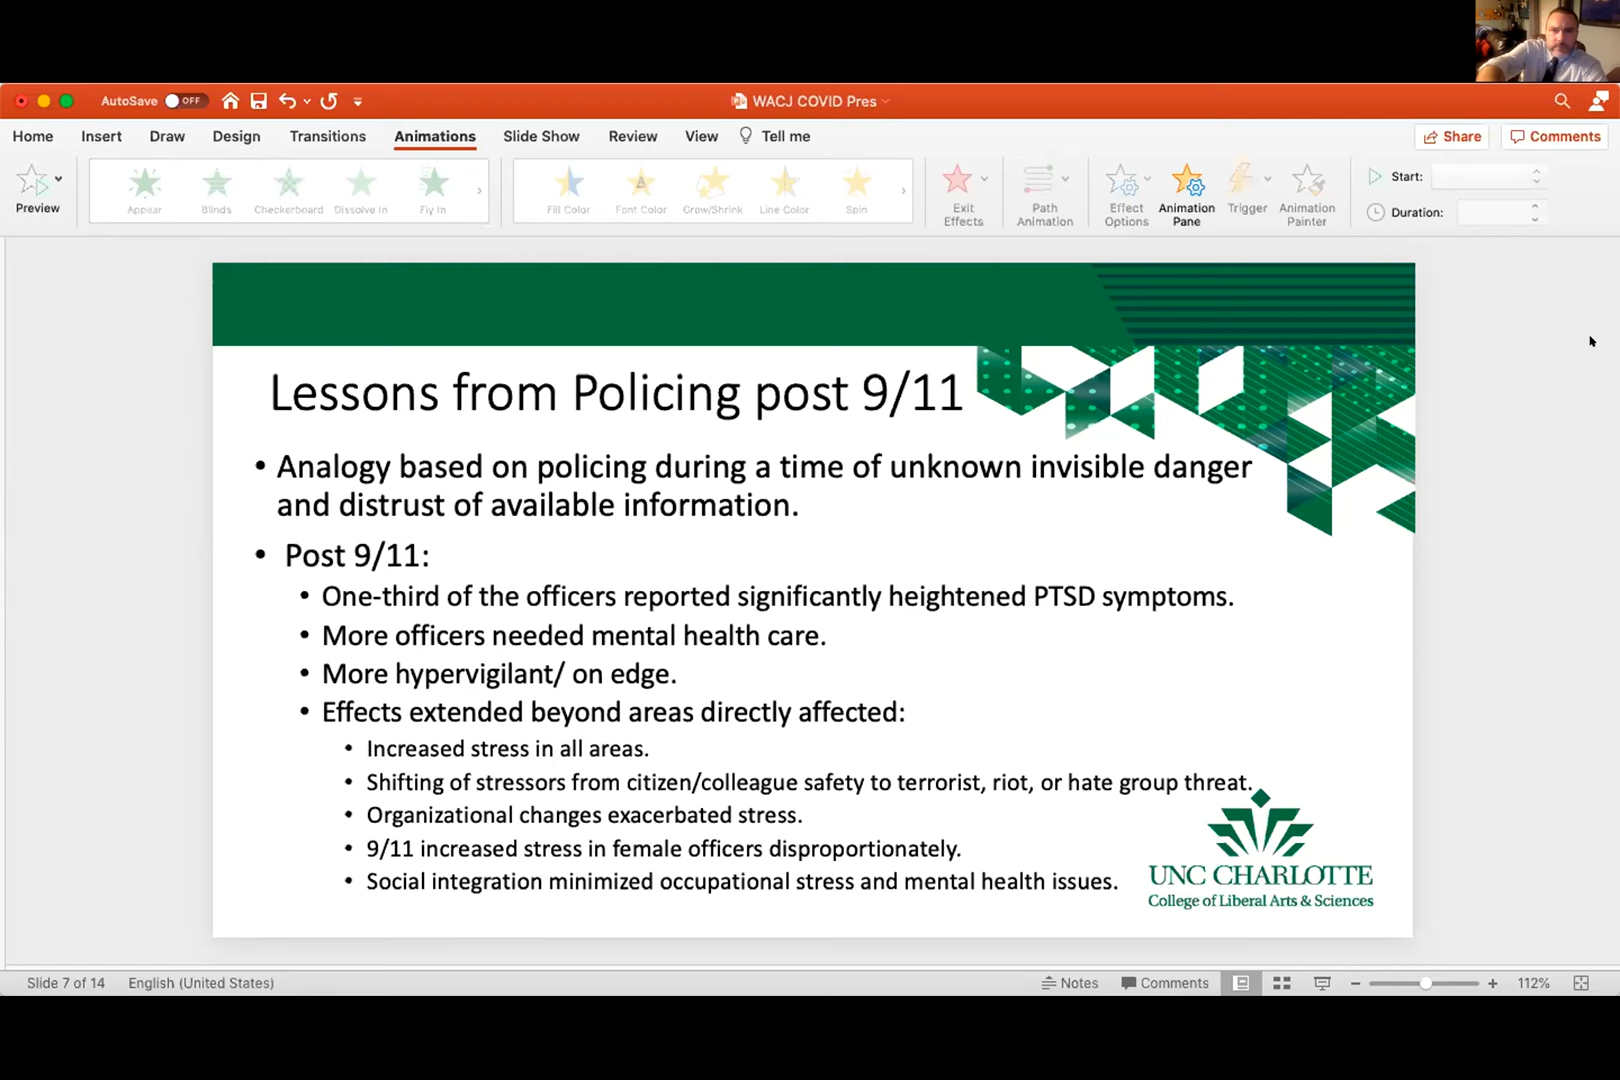 AutoSave OFF
WACJ COVID Pres
Home Insert Draw Design Transitions Animations Slide Show Review View Tell me
Share Comments
Preview
Appear Blinds Checkerboard Dissolve In Fly In
Fill Color Font Color Grow/Shrink Line Color Spin
Exit Effects
Path Animation
Effect Options
Animation Pane
Trigger
Animation Painter
Start:
Duration:
Lessons from Policing post 9/11
• Analogy based on policing during a time of unknown invisible danger
and distrust of available information.
• Post 9/11:
• One-third of the officers reported significantly heightened PTSD symptoms.
• More officers needed mental health care.
• More hypervigilant/ on edge.
• Effects extended beyond areas directly affected:
• Increased stress in all areas.
• Shifting of stressors from citizen/colleague safety to terrorist, riot, or hate group threat.
• Organizational changes exacerbated stress.
• 9/11 increased stress in female officers disproportionately.
• Social integration minimized occupational stress and mental health issues.
UNC CHARLOTTE
College of Liberal Arts & Sciences
Slide 7 of 14 English (United States)
Notes Comments 112%